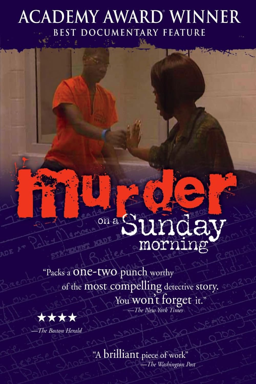 ACADEMY AWARD® WINNER
BEST DOCUMENTARY FEATURE
murder
on a Sunday
morning
"Packs a one-two punch worthy
of the most compelling detective story.
You won't forget it."
—The New York Times
★★★★
—The Boston Herald
"A brilliant piece of work"
—The Washington Post